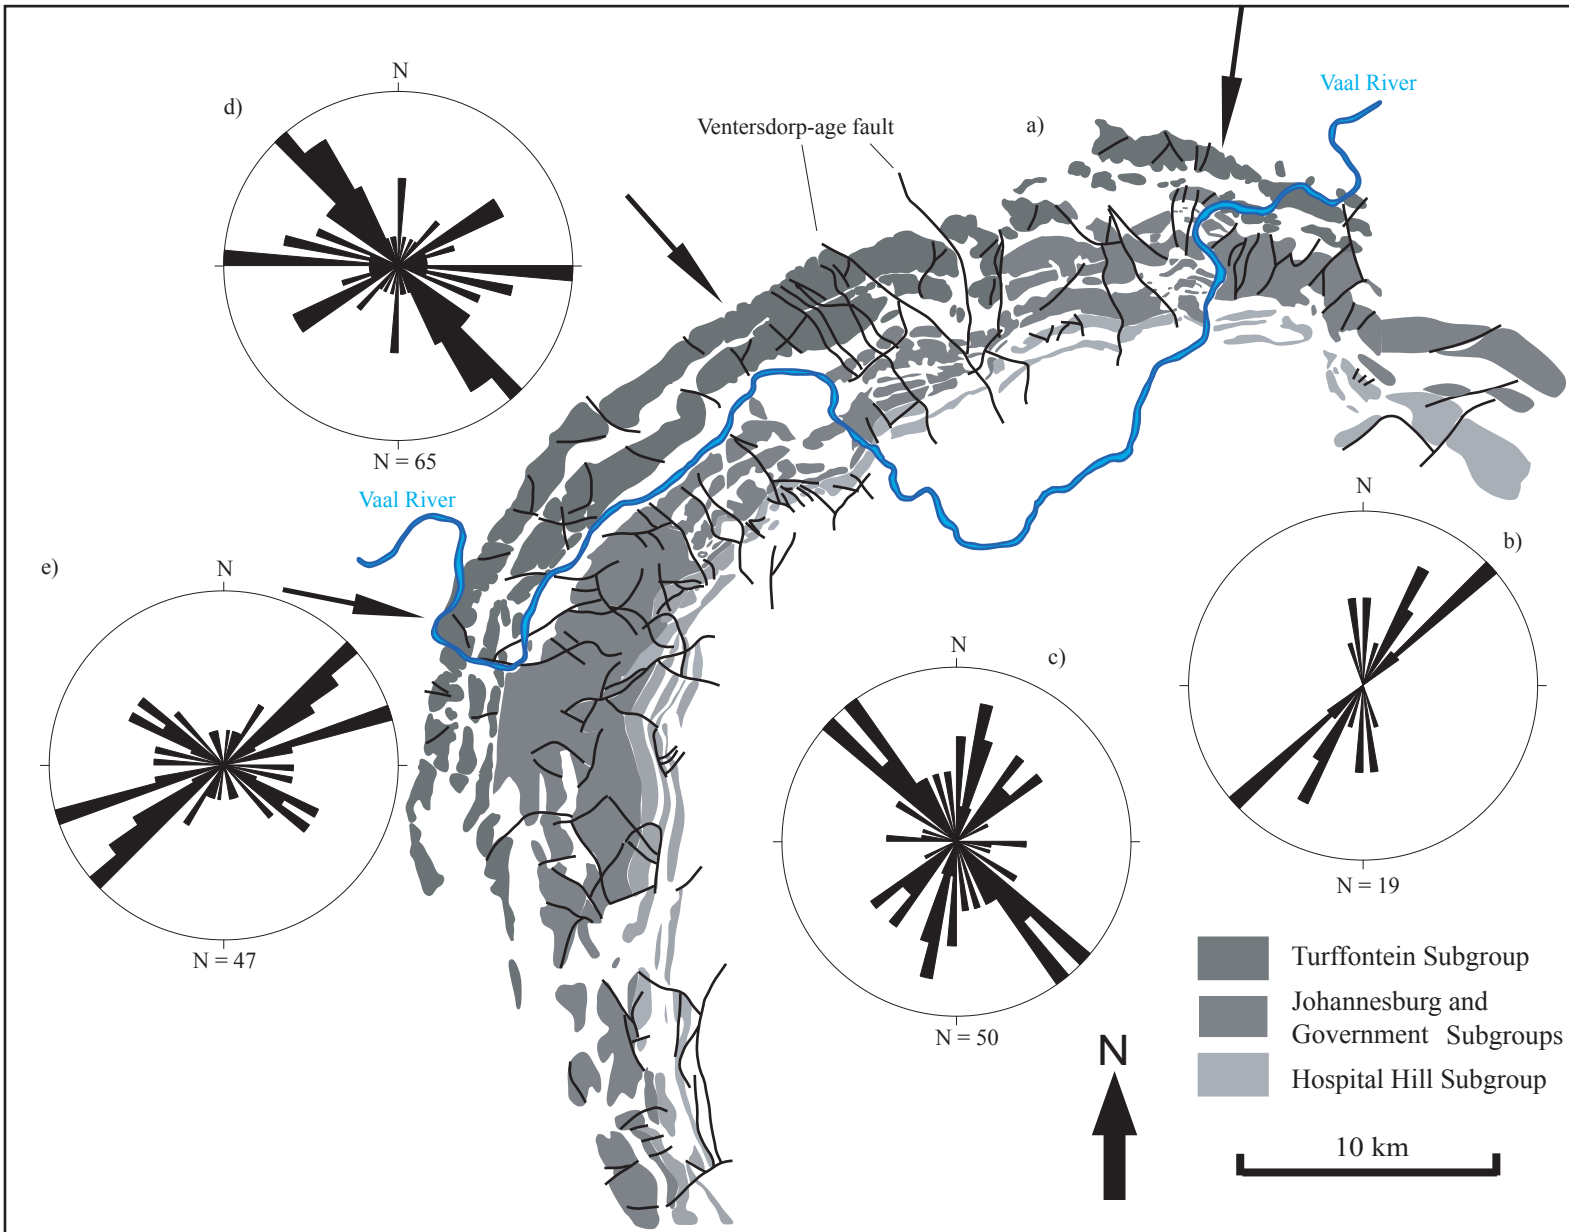 a)
Vaal River
Ventersdorp-age fault
d)
N
N = 65
Vaal River
e)
N
N = 47
c)
N
N = 50
b)
N
N = 19
Turffontein Subgroup
Johannesburg and
Government Subgroups
Hospital Hill Subgroup
N
10 km